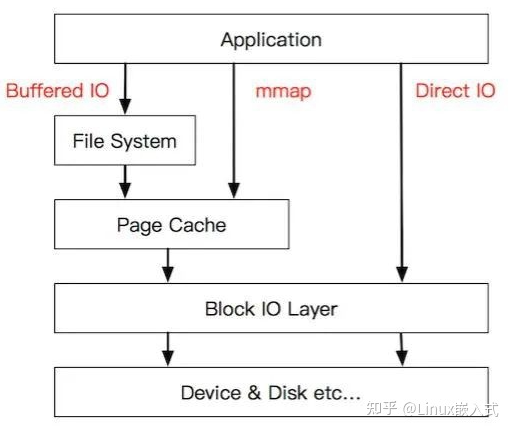 Application
Buffered IO
mmap
Direct IO
File System
Page Cache
Block IO Layer
Device & Disk etc...
知乎 @Linux嵌入式